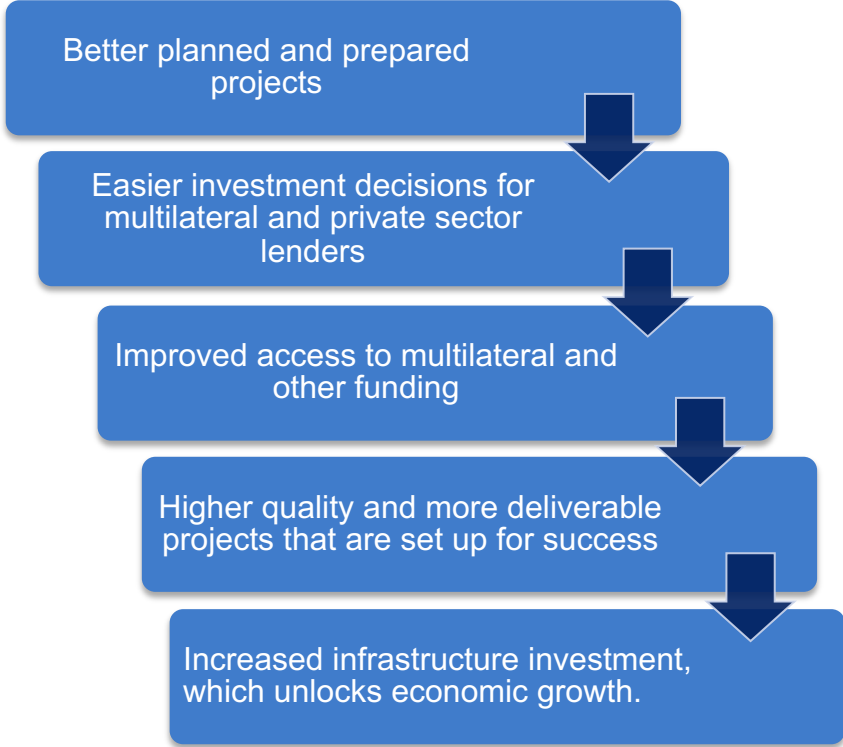 Better planned and prepared
projects
Easier investment decisions for
multilateral and private sector
lenders
Improved access to multilateral and
other funding
Higher quality and more deliverable
projects that are set up for success
Increased infrastructure investment,
which unlocks economic growth.